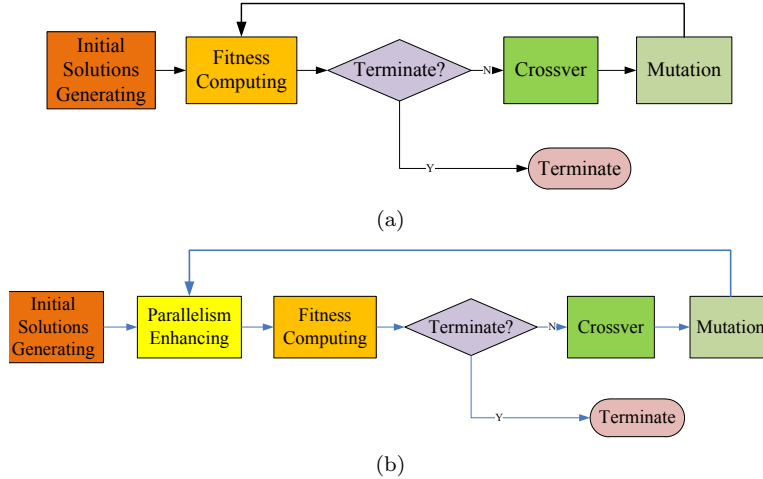 Initial
Solutions
Generating
Fitness
Computing
Terminate?
N
Crossver
Mutation
Y
Terminate
(a)
Initial
Solutions
Generating
Parallelism
Enhancing
Fitness
Computing
Terminate?
N
Crossver
Mutation
Y
Terminate
(b)